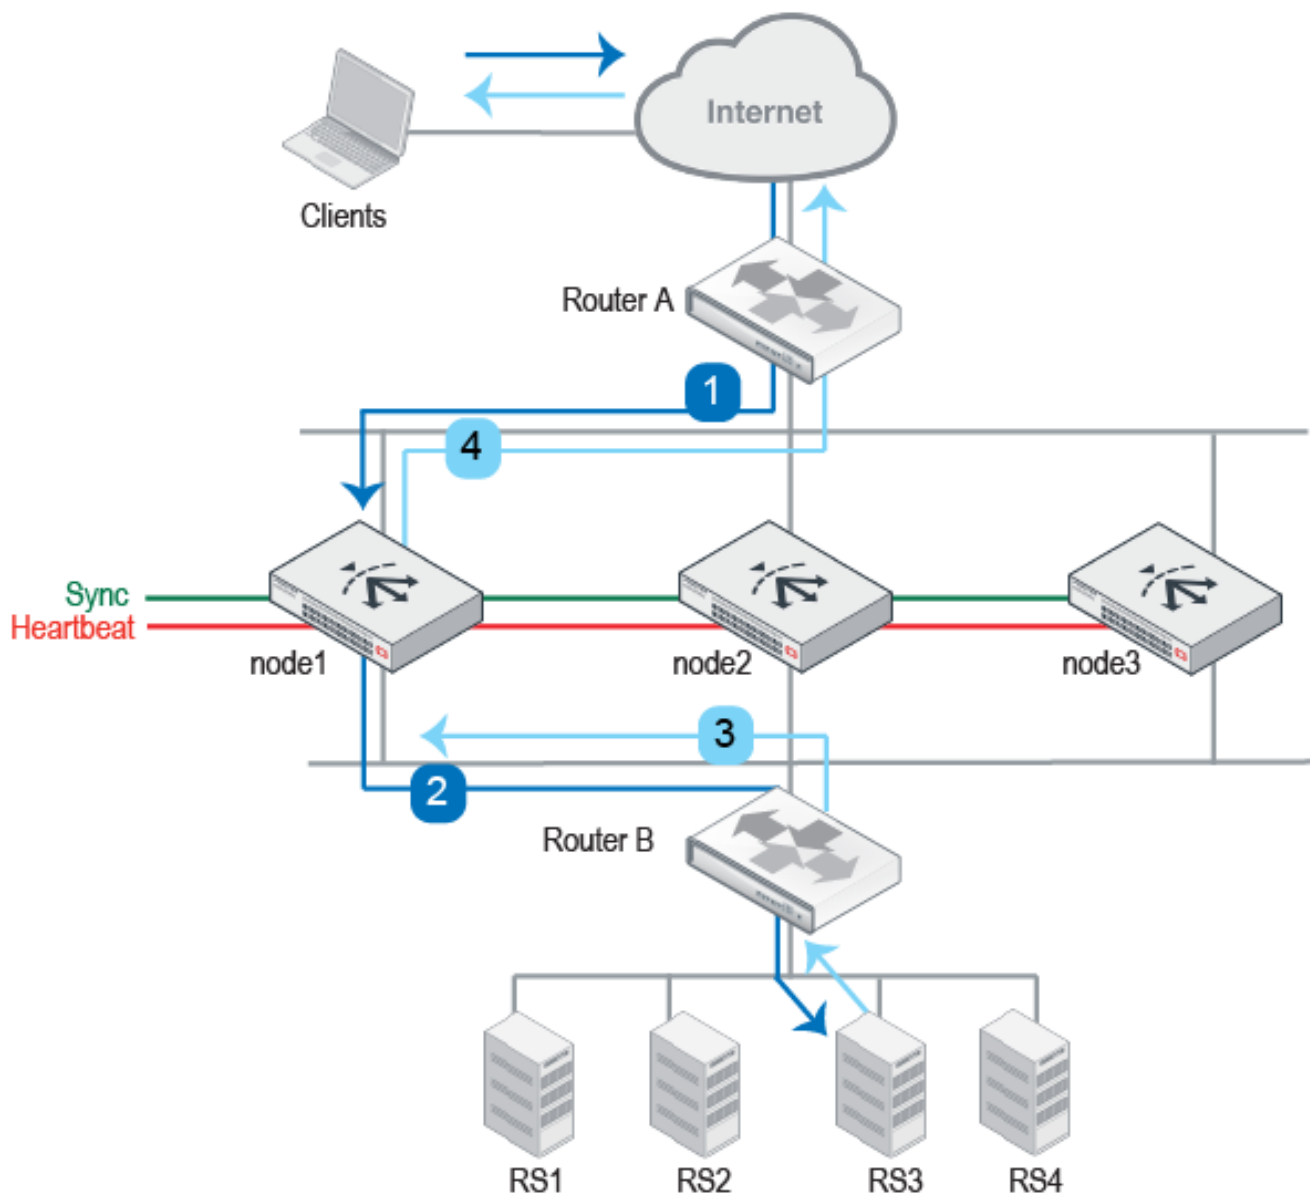 Internet
Clients
Router A
1
4
Sync
Heartbeat
node1
node2
node3
3
2
Router B
RS1
RS2
RS3
RS4